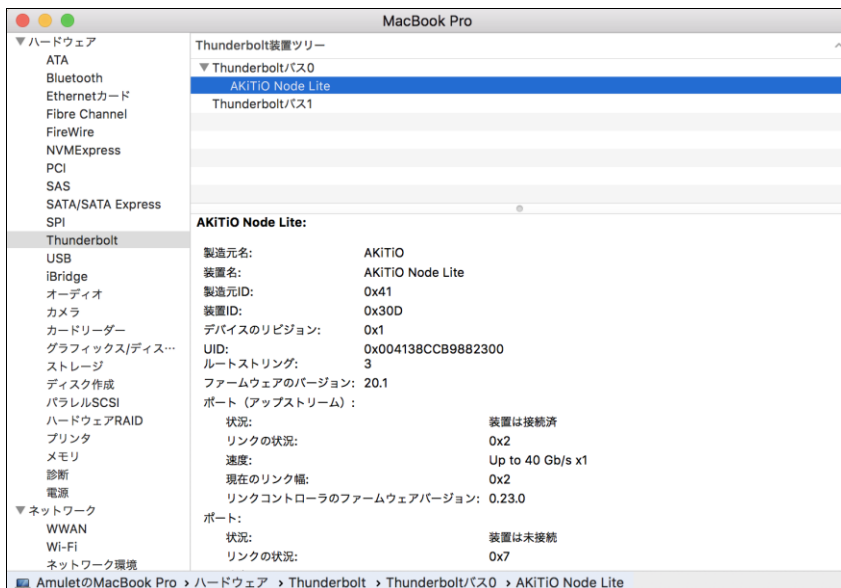 MacBook Pro
▼ハードウェア
ATA
Bluetooth
Ethernetカード
Fibre Channel
FireWire
NVMExpress
PCI
SAS
SATA/SATA Express
SPI
Thunderbolt
USB
iBridge
オーディオ
カメラ
カードリーダー
グラフィックス/ディス…
ストレージ
ディスク作成
パラレルSCSI
ハードウェアRAID
プリンタ
メモリ
診断
電源
▼ネットワーク
WWAN
Wi-Fi
ネットワーク環境
Thunderbolt装置ツリー
▼Thunderboltバス0
AKiTiO Node Lite
Thunderboltバス1
AKiTiO Node Lite:
製造元名: AKiTiO
装置名: AKiTiO Node Lite
製造元ID: 0x41
装置ID: 0x30D
デバイスのリビジョン: 0x1
UID: 0x004138CCB9882300
ルートストリング: 3
ファームウェアのバージョン: 20.1
ポート（アップストリーム）:
状況: 装置は接続済
リンクの状況: 0x2
速度: Up to 40 Gb/s x1
現在のリンク幅: 0x2
リンクコントローラのファームウェアバージョン: 0.23.0
ポート:
状況: 装置は未接続
リンクの状況: 0x7
AmuletのMacBook Pro › ハードウェア › Thunderbolt › Thunderboltバス0 › AKiTiO Node Lite